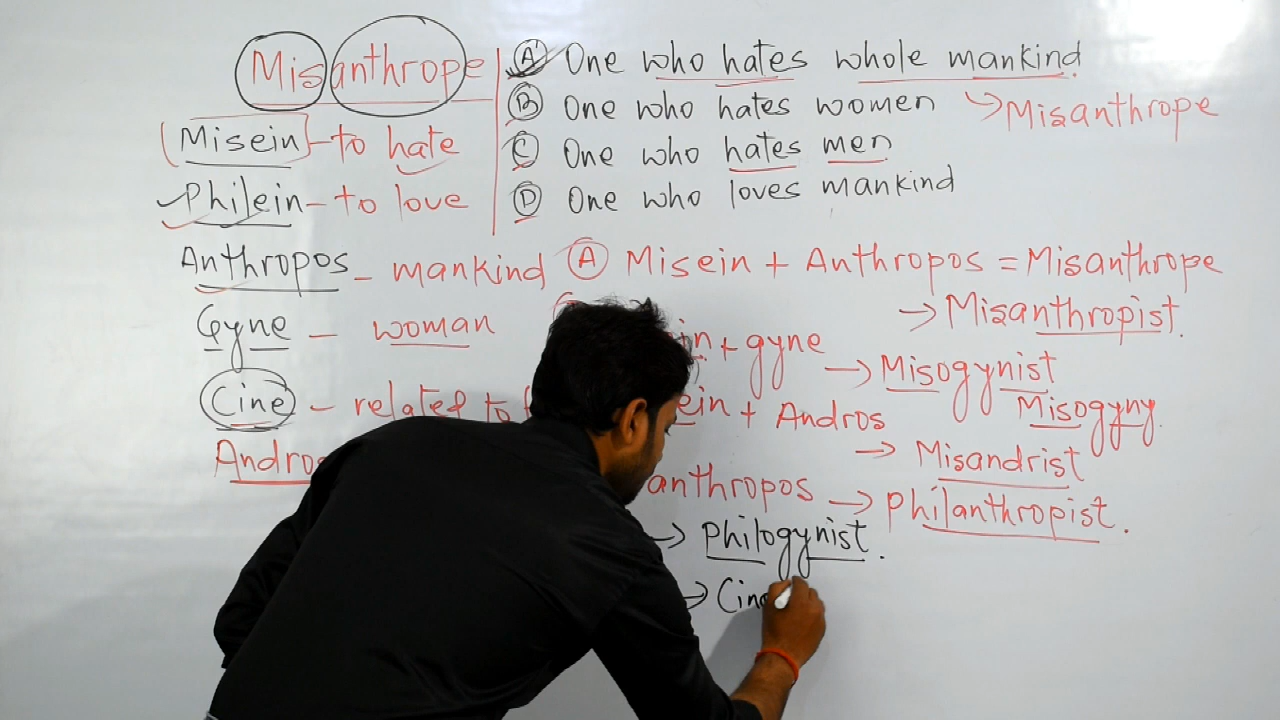 Misanthrope
Misein - to hate
Philein - to love
Anthropos - mankind
Gyne - woman
Cine - related to
A One who hates whole mankind
→ Misanthrope
B One who hates women
C One who hates men
D One who loves mankind
A Misein + Anthropos = Misanthrope
→ Misanthropist.
+ gyne → Misogynist
Misogyny.
+ Andros
→ Misandrist
anthropos → Philanthropist.
→ Philogynist.
→